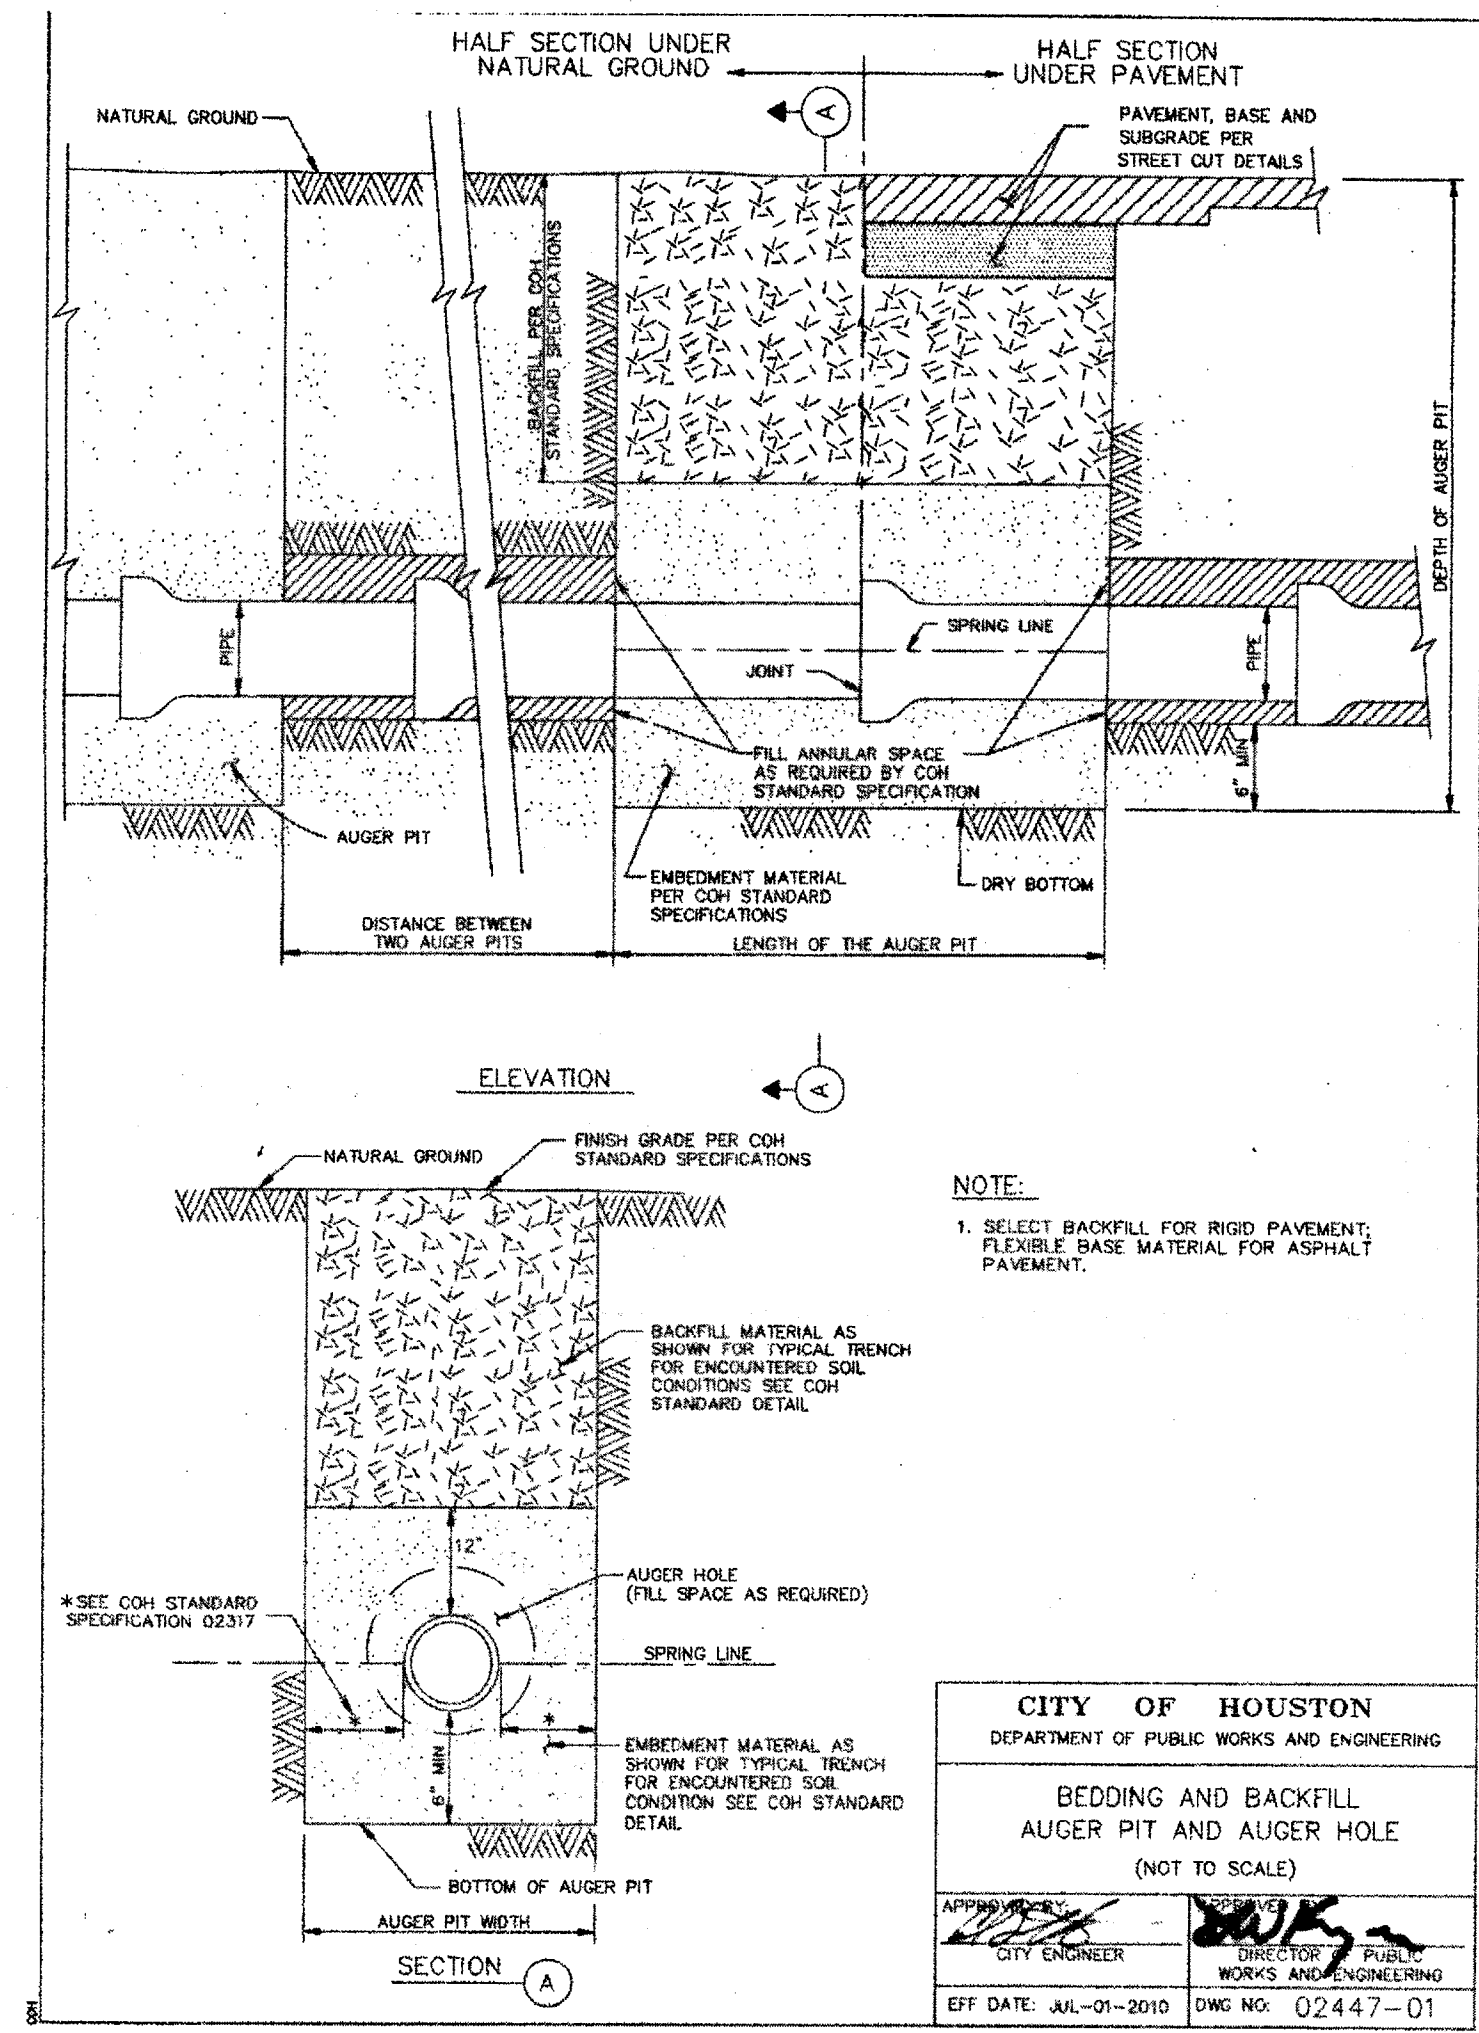 HALF SECTION UNDER
NATURAL GROUND
HALF SECTION
UNDER PAVEMENT
NATURAL GROUND
A
PAVEMENT, BASE AND
SUBGRADE PER
STREET CUT DETAILS
BACKFILL PER COH
STANDARD SPECIFICATIONS
DEPTH OF AUGER PIT
PIPE
SPRING LINE
JOINT
PIPE
FILL ANNULAR SPACE
AS REQUIRED BY COH
STANDARD SPECIFICATION
6" MIN
AUGER PIT
EMBEDMENT MATERIAL
PER COH STANDARD
SPECIFICATIONS
DRY BOTTOM
DISTANCE BETWEEN
TWO AUGER PITS
LENGTH OF THE AUGER PIT
ELEVATION
A
NATURAL GROUND
FINISH GRADE PER COH
STANDARD SPECIFICATIONS
NOTE:
1. SELECT BACKFILL FOR RIGID PAVEMENT;
FLEXIBLE BASE MATERIAL FOR ASPHALT
PAVEMENT.
BACKFILL MATERIAL AS
SHOWN FOR TYPICAL TRENCH
FOR ENCOUNTERED SOIL
CONDITIONS SEE COH
STANDARD DETAIL
12"
AUGER HOLE
(FILL SPACE AS REQUIRED)
*SEE COH STANDARD
SPECIFICATION 02317
SPRING LINE
*
*
6" MIN
EMBEDMENT MATERIAL AS
SHOWN FOR TYPICAL TRENCH
FOR ENCOUNTERED SOIL
CONDITION SEE COH STANDARD
DETAIL
BOTTOM OF AUGER PIT
AUGER PIT WIDTH
SECTION A
CITY OF HOUSTON
DEPARTMENT OF PUBLIC WORKS AND ENGINEERING
BEDDING AND BACKFILL
AUGER PIT AND AUGER HOLE
(NOT TO SCALE)
APPROVED BY:
CITY ENGINEER
APPROVED BY:
DIRECTOR OF PUBLIC
WORKS AND ENGINEERING
EFF DATE: JUL-01-2010
DWG NO: 02447-01
COH